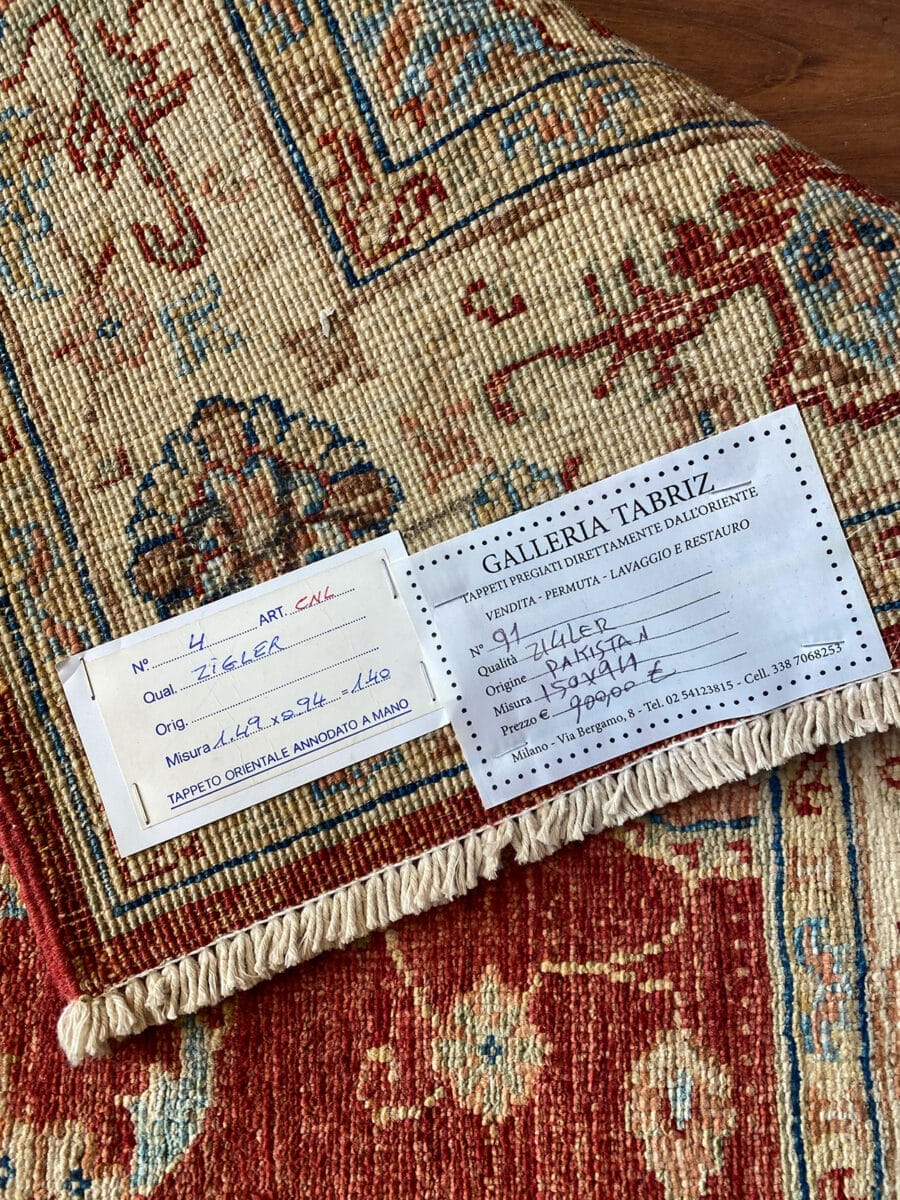 Nº 4 ART. CNL
Qual. ZIGLER
Orig.
Misura 1.49 x 0.94 = 1.40
TAPPETO ORIENTALE ANNODATO A MANO
GALLERIA TABRIZ
TAPPETI PREGIATI DIRETTAMENTE DALL'ORIENTE
VENDITA - PERMUTA - LAVAGGIO E RESTAURO
Nº 91
Qualità ZIGLER
Origine PAKISTAN
Misura 150x94
Prezzo € 900,00 €
Milano - Via Bergamo, 8 - Tel. 02 54123815 - Cell. 338 7068253